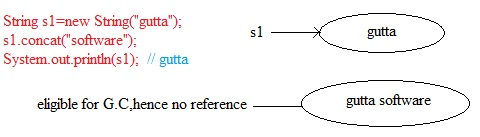 String s1=new String("gutta");
s1.concat("software");
System.out.println(s1);  // gutta
s1
gutta
eligible for G.C,hence no reference
gutta software